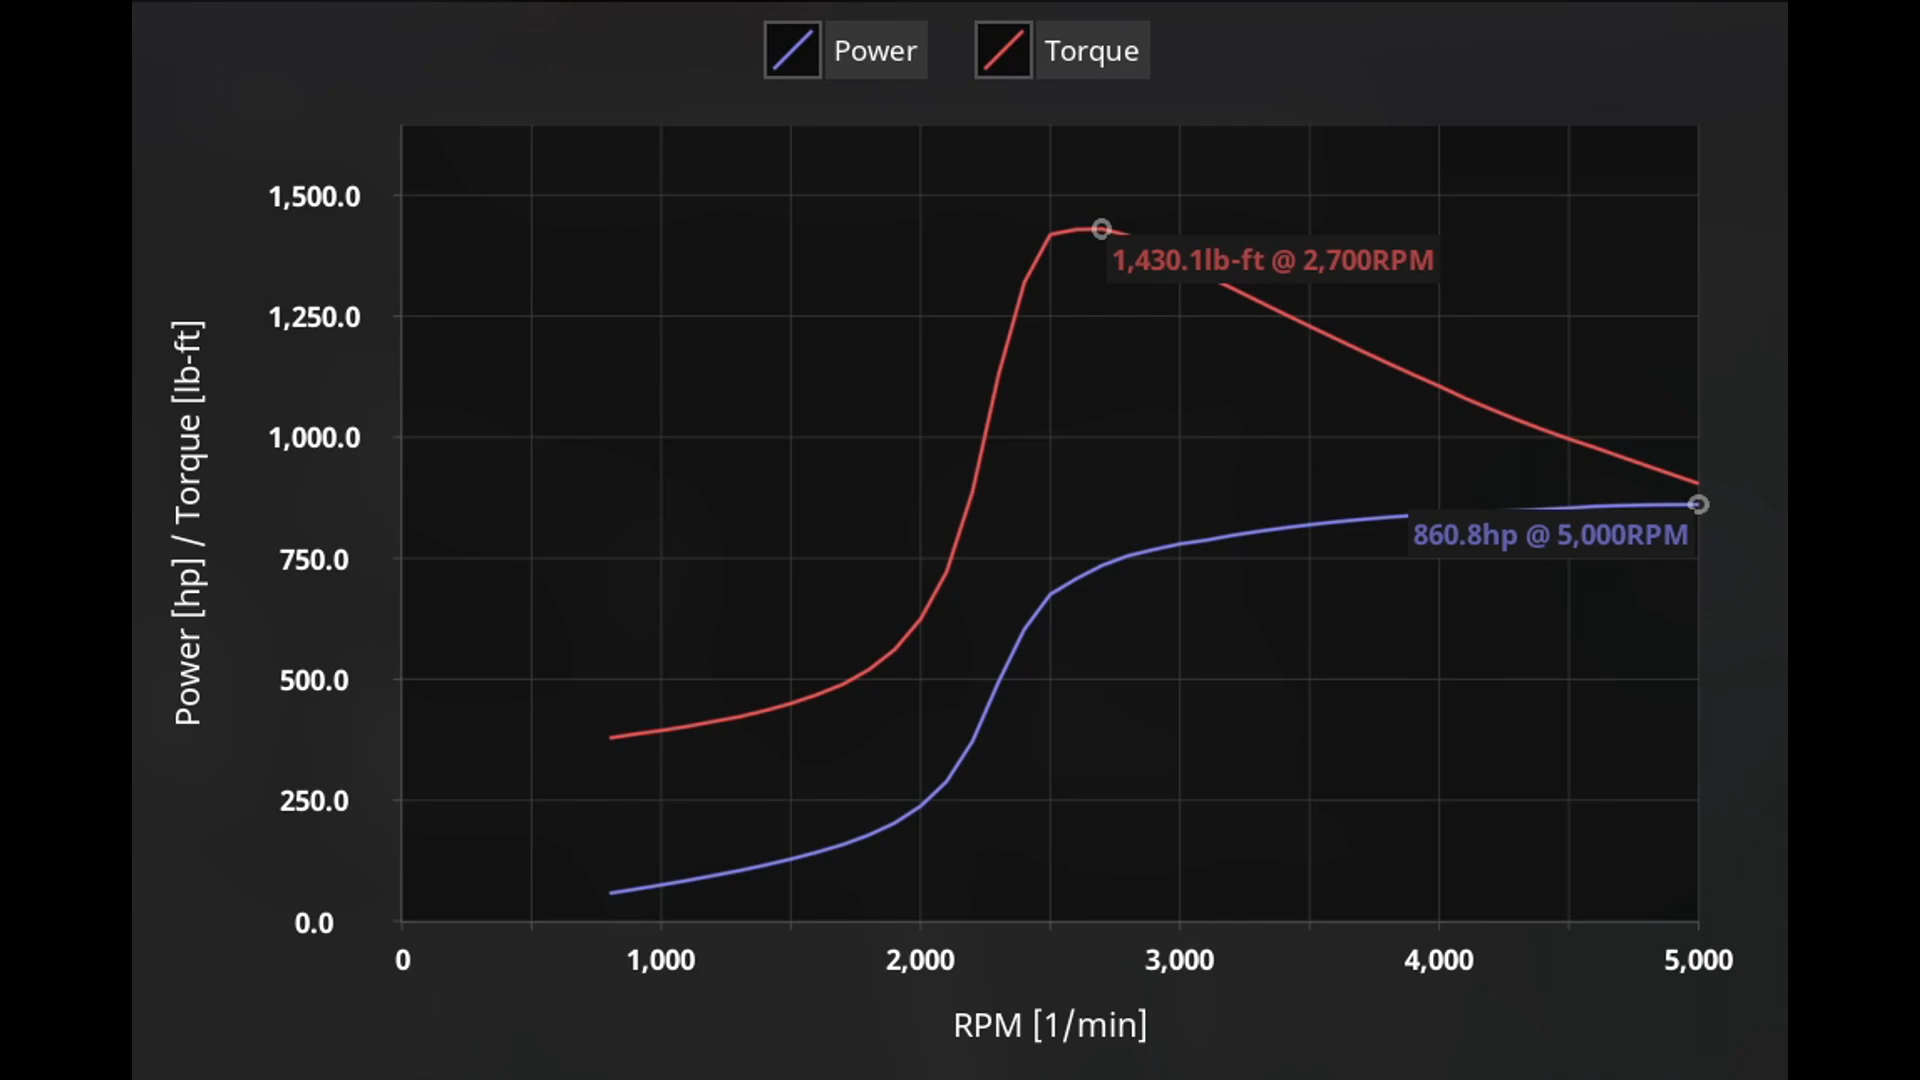 Power
Torque
1,500.0
1,250.0
1,000.0
750.0
500.0
250.0
0.0
Power [hp] / Torque [lb-ft]
1,430.1lb-ft @ 2,700RPM
860.8hp @ 5,000RPM
0
1,000
2,000
3,000
4,000
5,000
RPM [1/min]